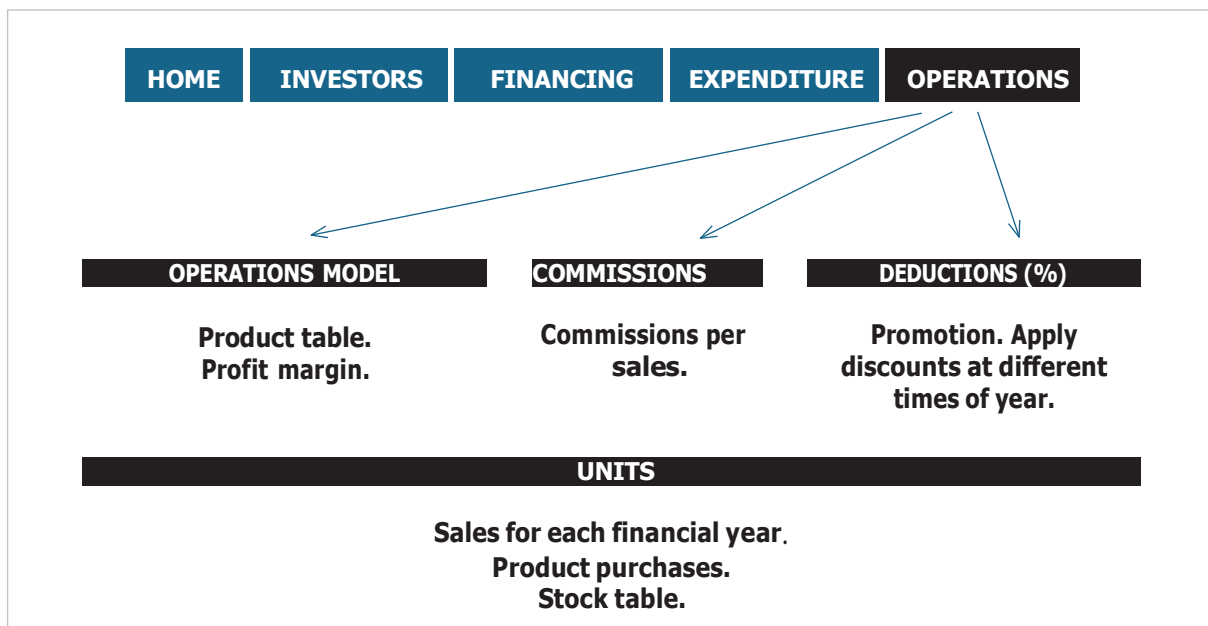 HOME INVESTORS FINANCING EXPENDITURE OPERATIONS
OPERATIONS MODEL
Product table.
Profit margin.
COMMISSIONS
Commissions per
sales.
DEDUCTIONS (%)
Promotion. Apply
discounts at different
times of year.
UNITS
Sales for each financial year.
Product purchases.
Stock table.